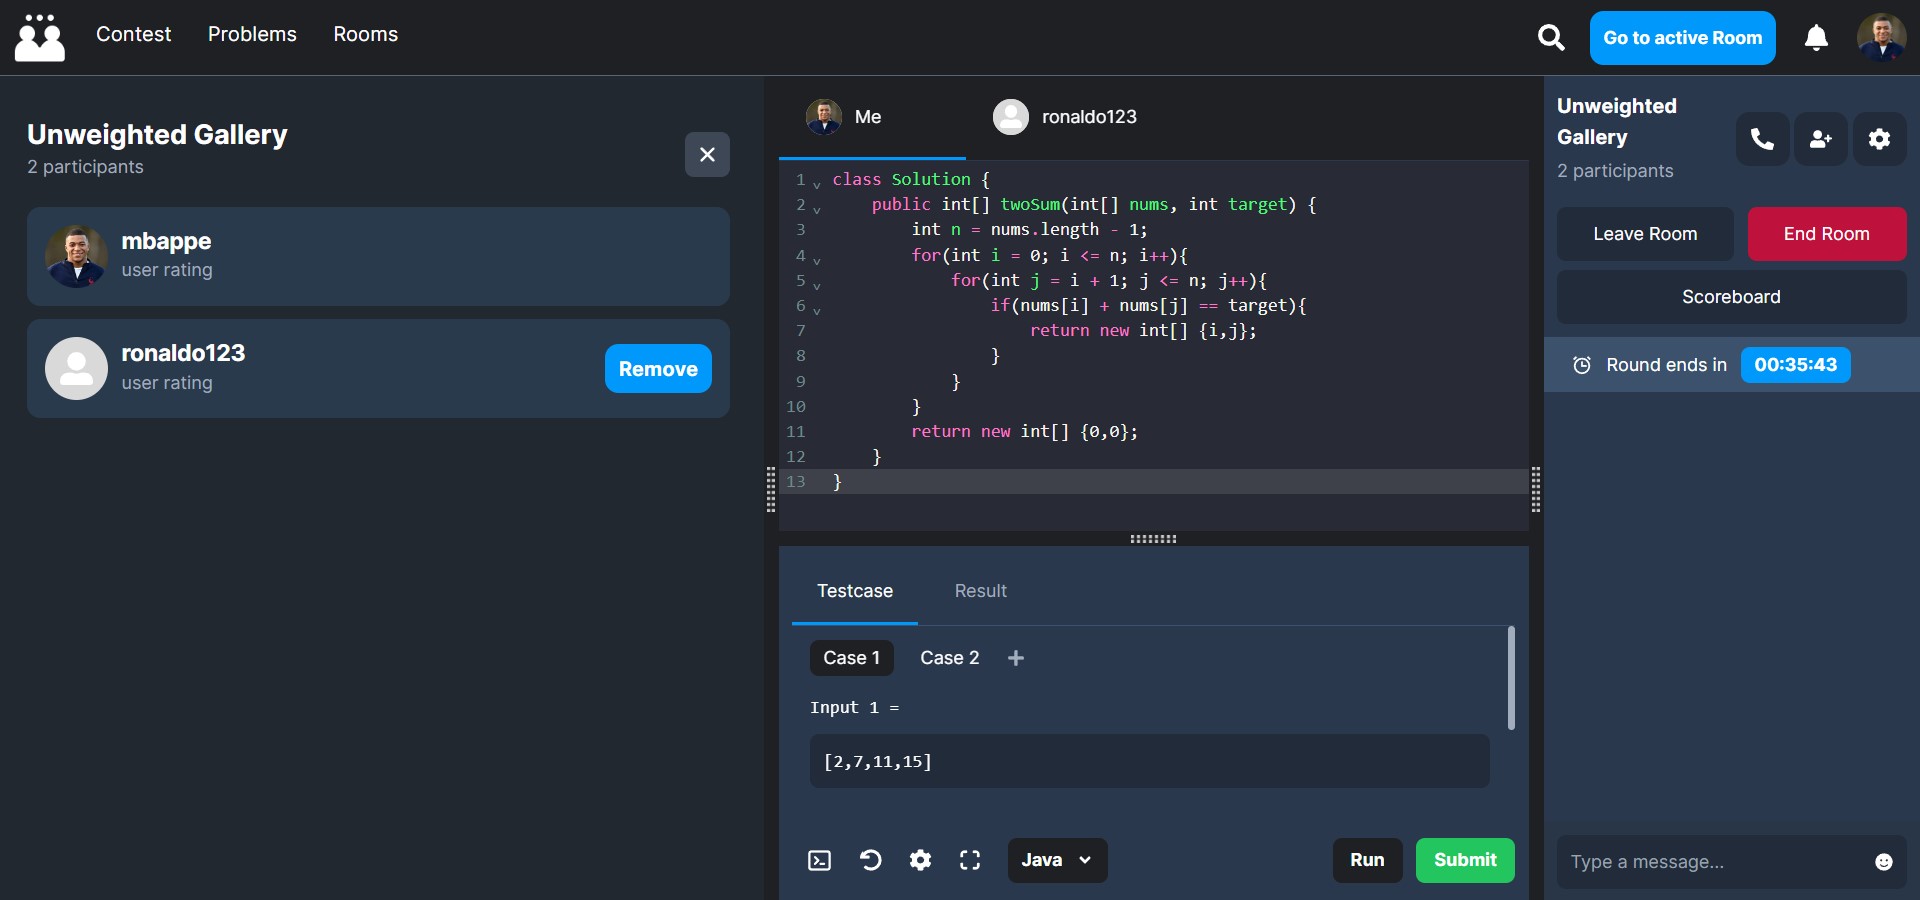 Contest
Problems
Rooms
Go to active Room
Unweighted Gallery
2 participants
mbappe
user rating
ronaldo123
user rating
Remove
Me
ronaldo123
1 class Solution {
2     public int[] twoSum(int[] nums, int target) {
3         int n = nums.length - 1;
4         for(int i = 0; i <= n; i++){
5             for(int j = i + 1; j <= n; j++){
6                 if(nums[i] + nums[j] == target){
7                     return new int[] {i,j};
8                 }
9             }
10         }
11         return new int[] {0,0};
12     }
13 }
Testcase
Result
Case 1
Case 2
Input 1 =
[2,7,11,15]
Java
Run
Submit
Unweighted
Gallery
2 participants
Leave Room
End Room
Scoreboard
Round ends in 00:35:43
Type a message...